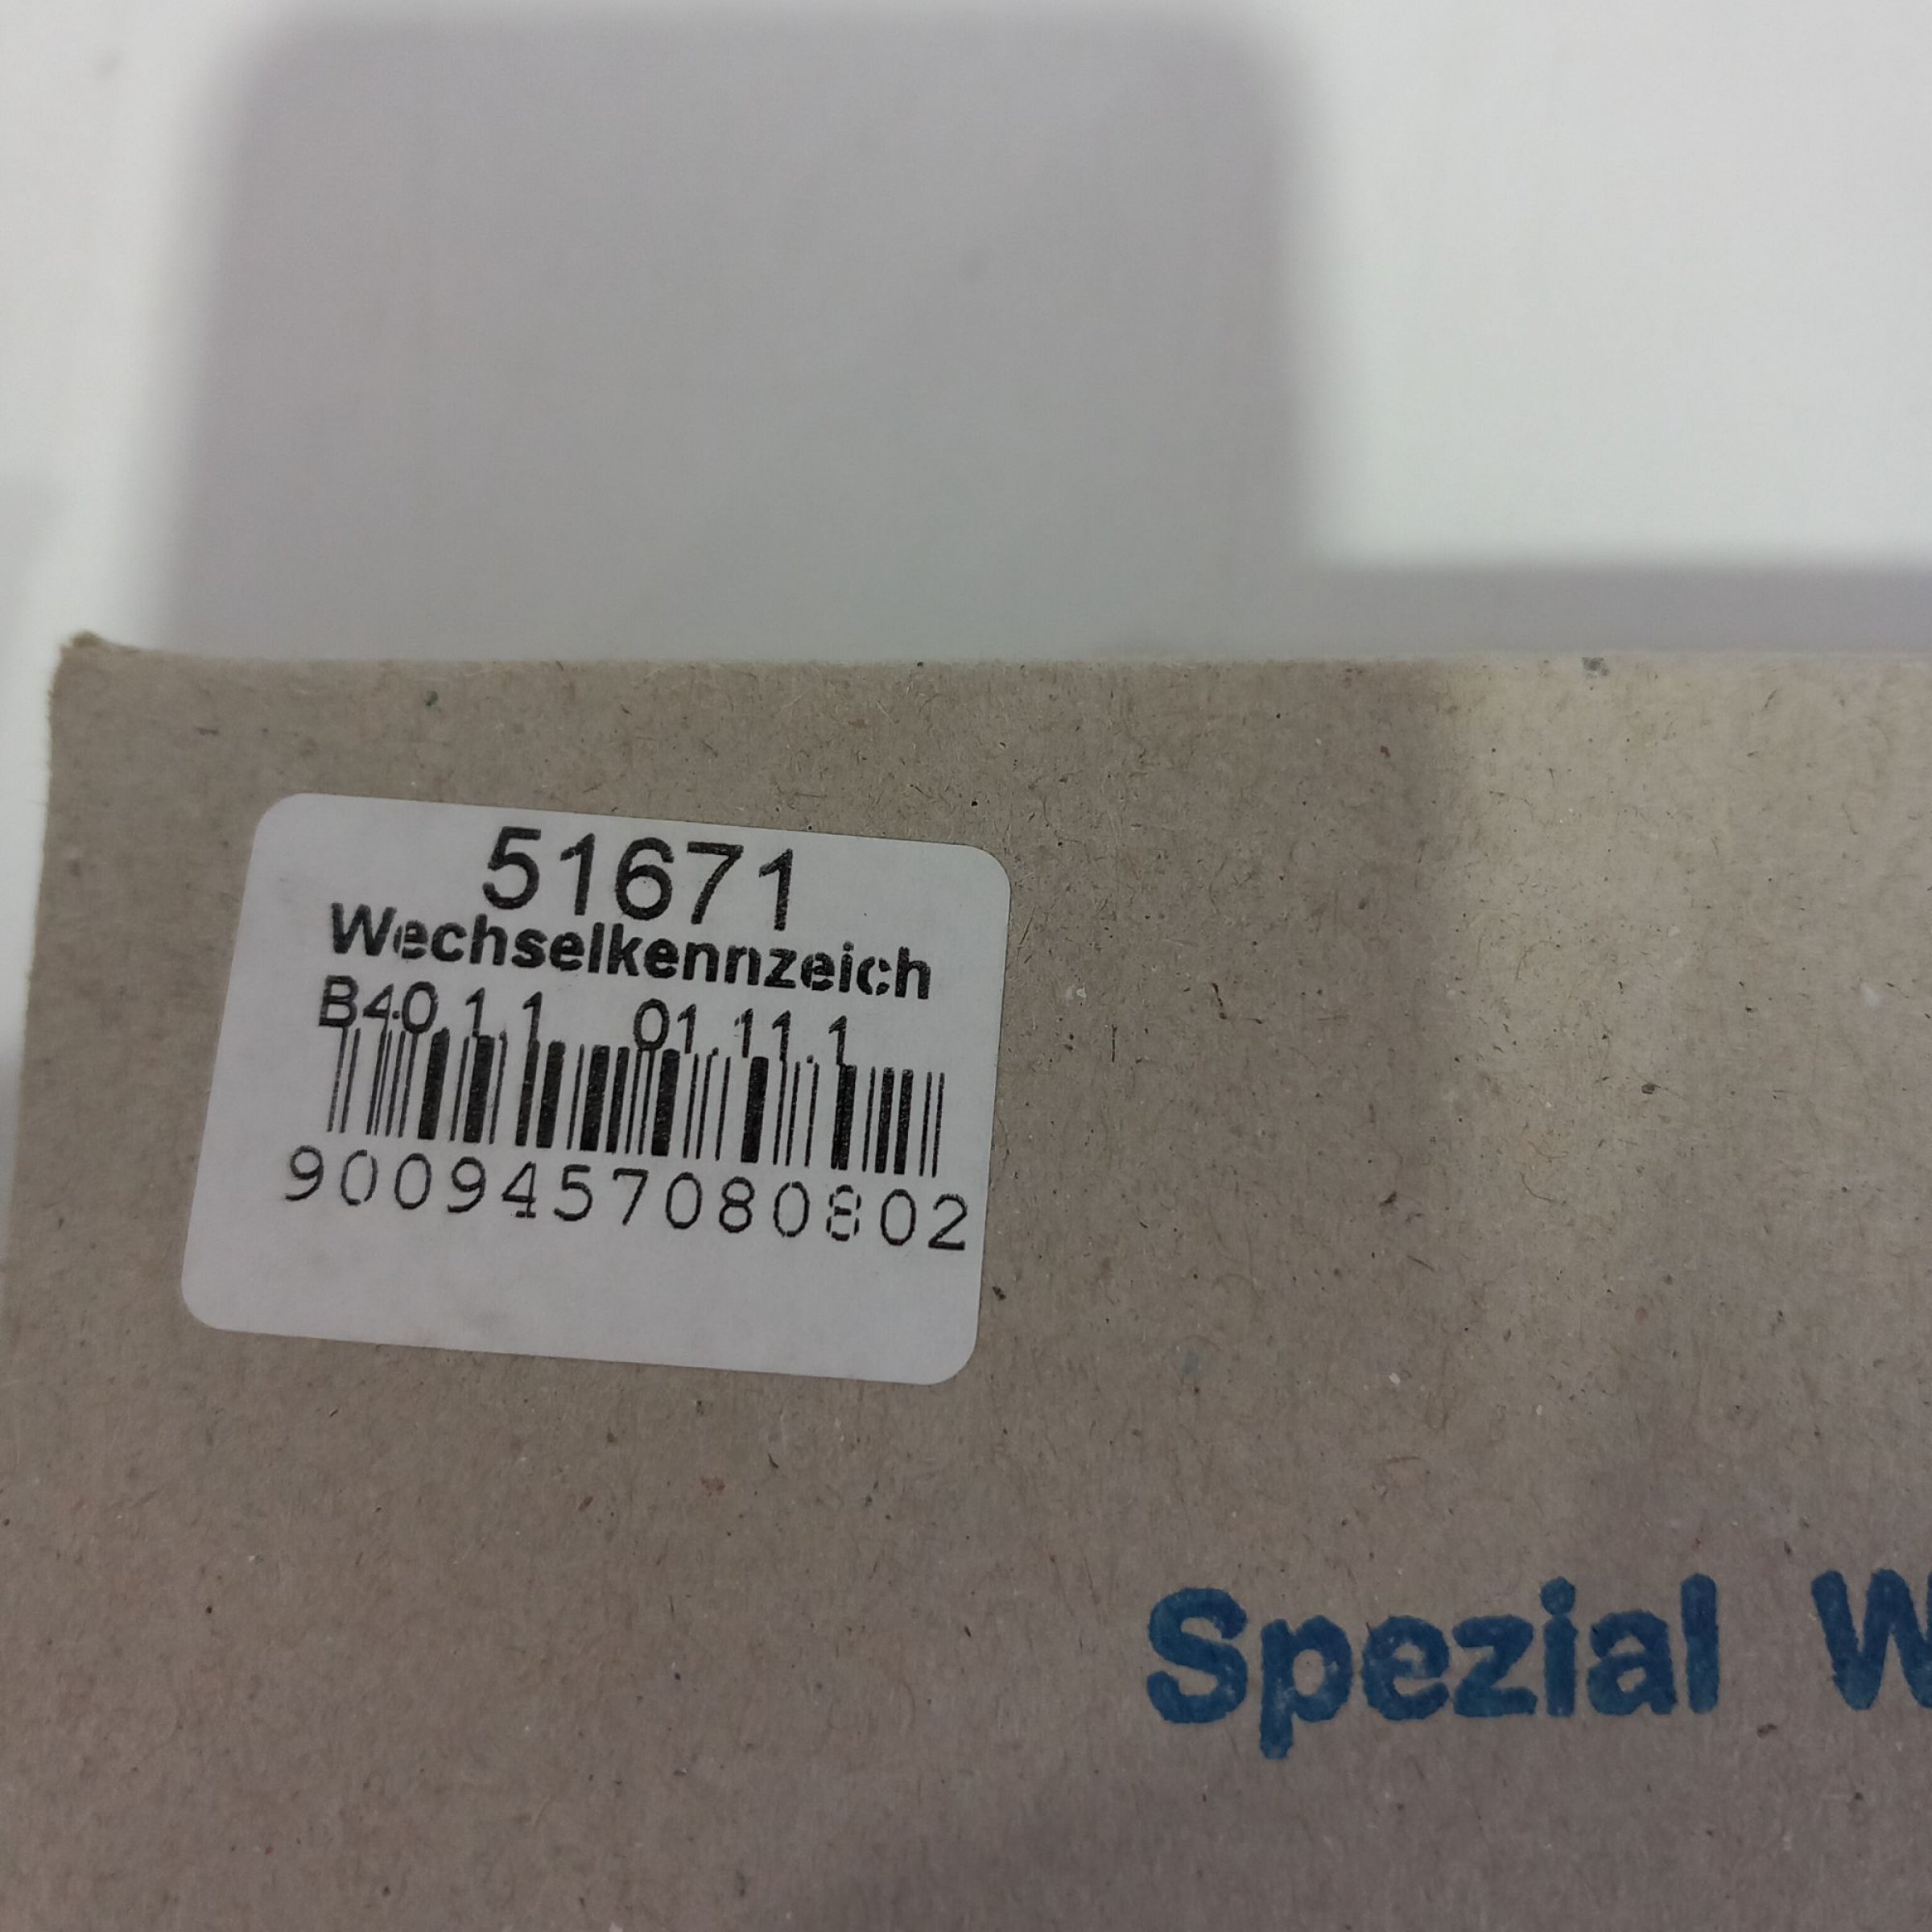 51671
Wechselkennzeich
B40.1.1 01.11.1
9009457080802
Spezial W